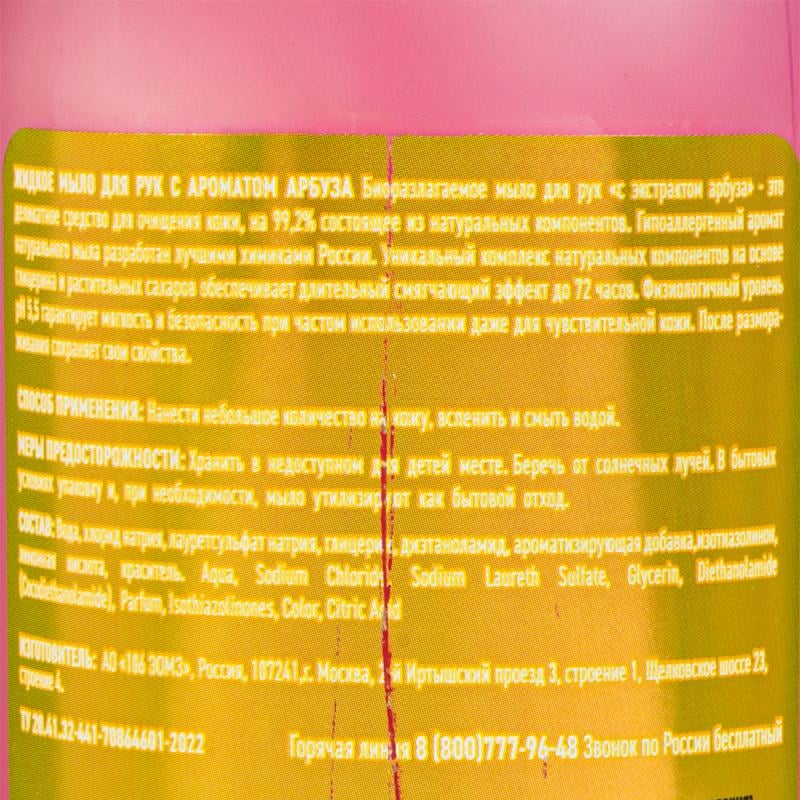 ЖИДКОЕ МЫЛО ДЛЯ РУК С АРОМАТОМ АРБУЗА Биоразлагаемое мыло для рук «с экстрактом арбуза» - это
деликатное средство для очищения кожи, на 99,2% состоящее из натуральных компонентов. Гипоаллергенный аромат
натурального мыла разработан лучшими химиками России. Уникальный комплекс натуральных компонентов на основе
глицерина и растительных сахаров обеспечивает длительный смягчающий эффект до 72 часов. Физиологичный уровень
pH 5,5 гарантирует мягкость и безопасность при частом использовании даже для чувствительной кожи. После размора-
живания сохраняет свои свойства.
СПОСОБ ПРИМЕНЕНИЯ: Нанести небольшое количество на кожу, вспенить и смыть водой.
МЕРЫ ПРЕДОСТОРОЖНОСТИ: Хранить в недоступном для детей месте. Беречь от солнечных лучей. В бытовых
условиях упаковку и, при необходимости, мыло утилизируют как бытовой отход.
СОСТАВ: Вода, хлорид натрия, лауретсульфат натрия, глицерин, диэтаноламид, ароматизирующая добавка,изотиазолинон,
лимонная кислота, краситель. Aqua, Sodium Chloride, Sodium Laureth Sulfate, Glycerin, Diethanolamide
(Cocodiethanolamide), Parfum, Isothiazolinones, Color, Citric Acid
ИЗГОТОВИТЕЛЬ: АО «186 ЭОМЗ», Россия, 107241,г. Москва, 2-й Иртышский проезд 3, строение 1, Щелковское шоссе 23,
строение 4.
ТУ 20.41.32-441-70864601-2022 Горячая линия 8 (800)777-96-48 Звонок по России бесплатный